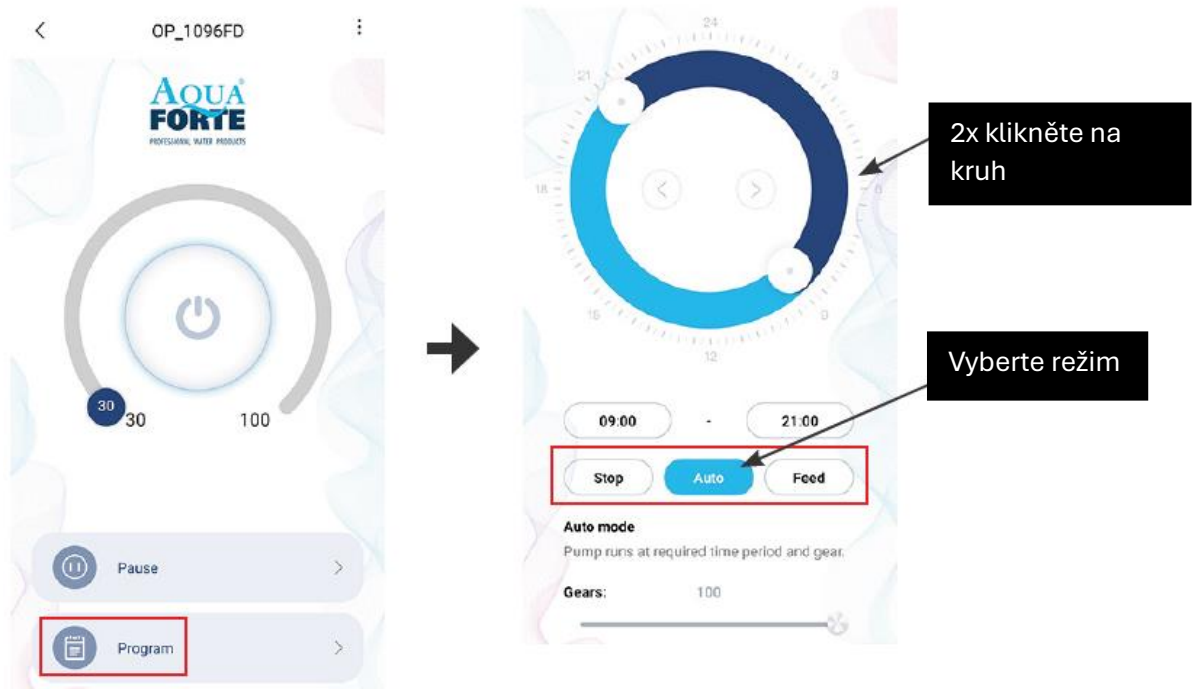 OP_1096FD
AQUA
FORTE
PROFESSIONAL WATER PRODUCTS
30
30
100
Pause
Program
24
21
3
18
6
15
9
12
09:00 - 21:00
Stop Auto Feed
Auto mode
Pump runs at required time period and gear.
Gears: 100
2x klikněte na
kruh
Vyberte režim